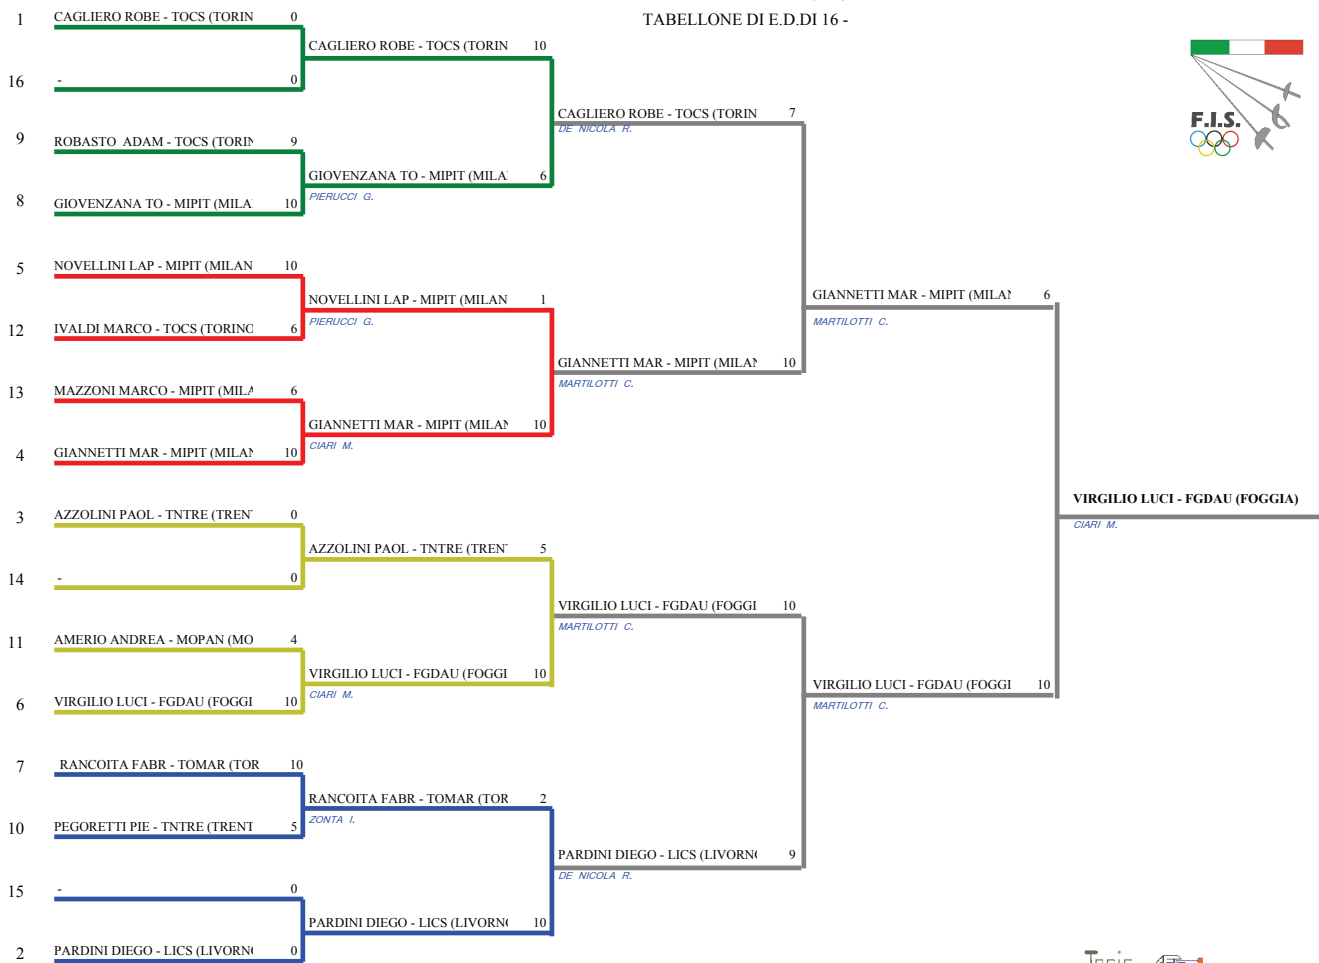 TABELLONE DI E.D.DI 16 -
1 CAGLIERO ROBE - TOCS (TORIN 0
16 - 0
9 ROBASTO ADAM - TOCS (TORIN 9
8 GIOVENZANA TO - MIPIT (MILA 10
5 NOVELLINI LAP - MIPIT (MILAN 10
12 IVALDI MARCO - TOCS (TORINO 6
13 MAZZONI MARCO - MIPIT (MILA 6
4 GIANNETTI MAR - MIPIT (MILAN 10
3 AZZOLINI PAOL - TNTRE (TREN 0
14 - 0
11 AMERIO ANDREA - MOPAN (MO 4
6 VIRGILIO LUCI - FGDAU (FOGGI 10
7 RANCOITA FABR - TOMAR (TOR 10
10 PEGORETTI PIE - TNTRE (TRENT 5
15 - 0
2 PARDINI DIEGO - LICS (LIVORN 0
CAGLIERO ROBE - TOCS (TORIN 10
GIOVENZANA TO - MIPIT (MILA 6
PIERUCCI G.
NOVELLINI LAP - MIPIT (MILAN 1
PIERUCCI G.
GIANNETTI MAR - MIPIT (MILAN 10
CIARI M.
AZZOLINI PAOL - TNTRE (TREN 5
VIRGILIO LUCI - FGDAU (FOGGI 10
CIARI M.
RANCOITA FABR - TOMAR (TOR 2
ZONTA I.
PARDINI DIEGO - LICS (LIVORN 10
CAGLIERO ROBE - TOCS (TORIN 7
DE NICOLA R.
GIANNETTI MAR - MIPIT (MILAN 10
MARTILOTTI C.
VIRGILIO LUCI - FGDAU (FOGGI 10
MARTILOTTI C.
PARDINI DIEGO - LICS (LIVORN 9
DE NICOLA R.
GIANNETTI MAR - MIPIT (MILAN 6
MARTILOTTI C.
VIRGILIO LUCI - FGDAU (FOGGI 10
MARTILOTTI C.
VIRGILIO LUCI - FGDAU (FOGGIA)
CIARI M.
F.I.S.